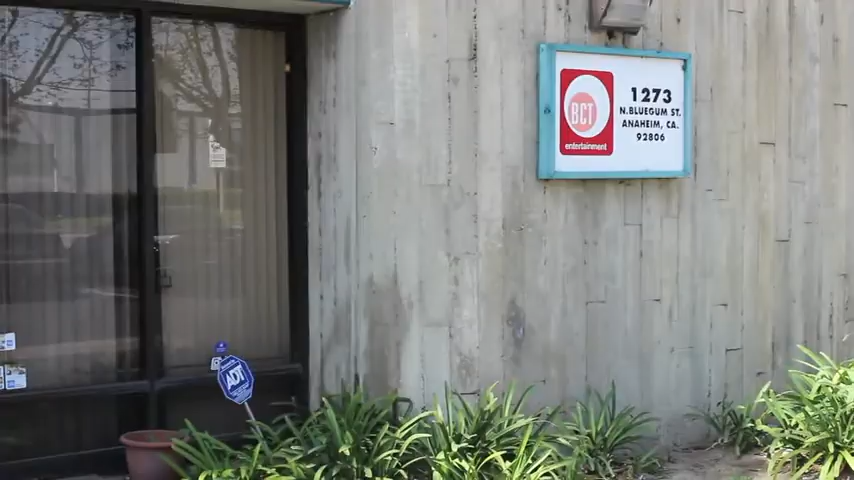 BCT
entertainment
1273
N.BLUEGUM ST.
ANAHEIM, CA.
92806
ADT